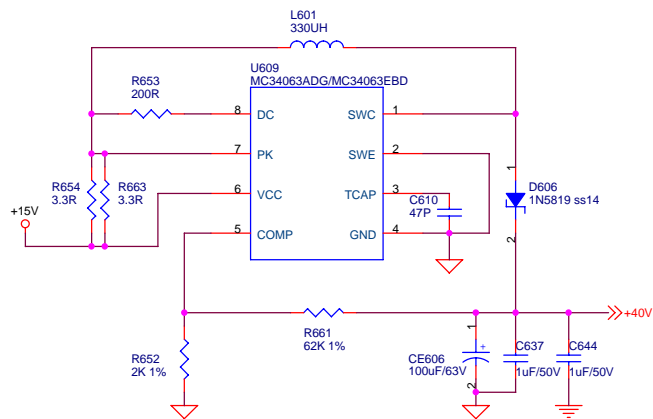 L601
330UH
U609
MC34063ADG/MC34063EBD
R653
200R
8 DC SWC 1
7 PK SWE 2
6 VCC TCAP 3
5 COMP GND 4
R654
3.3R
R663
3.3R
+15V
C610
47P
1
D606
1N5819 ss14
2
R661
62K 1%
+40V
R652
2K 1%
1
+
CE606
100uF/63V
2
C637
1uF/50V
C644
1uF/50V